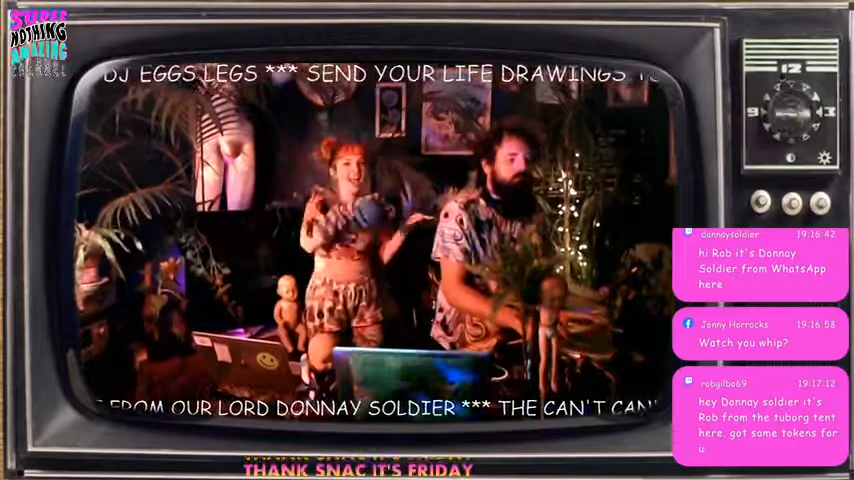 SUPER
NOTHING
AMAZING
DJ EGGS LEGS *** SEND YOUR LIFE DRAWINGS
12
9
3
donnaysoldier 19:16:42
hi Rob it's Donnay
Soldier from WhatsApp
here
Jonny Horrocks 19:16:58
Watch you whip?
robgilbo69 19:17:12
hey Donnay soldier it's
Rob from the tuborg tent
here, got some tokens for
u
FROM OUR LORD DONNAY SOLDIER *** THE CAN'T CAN'
THANK SNAC IT'S FRIDAY